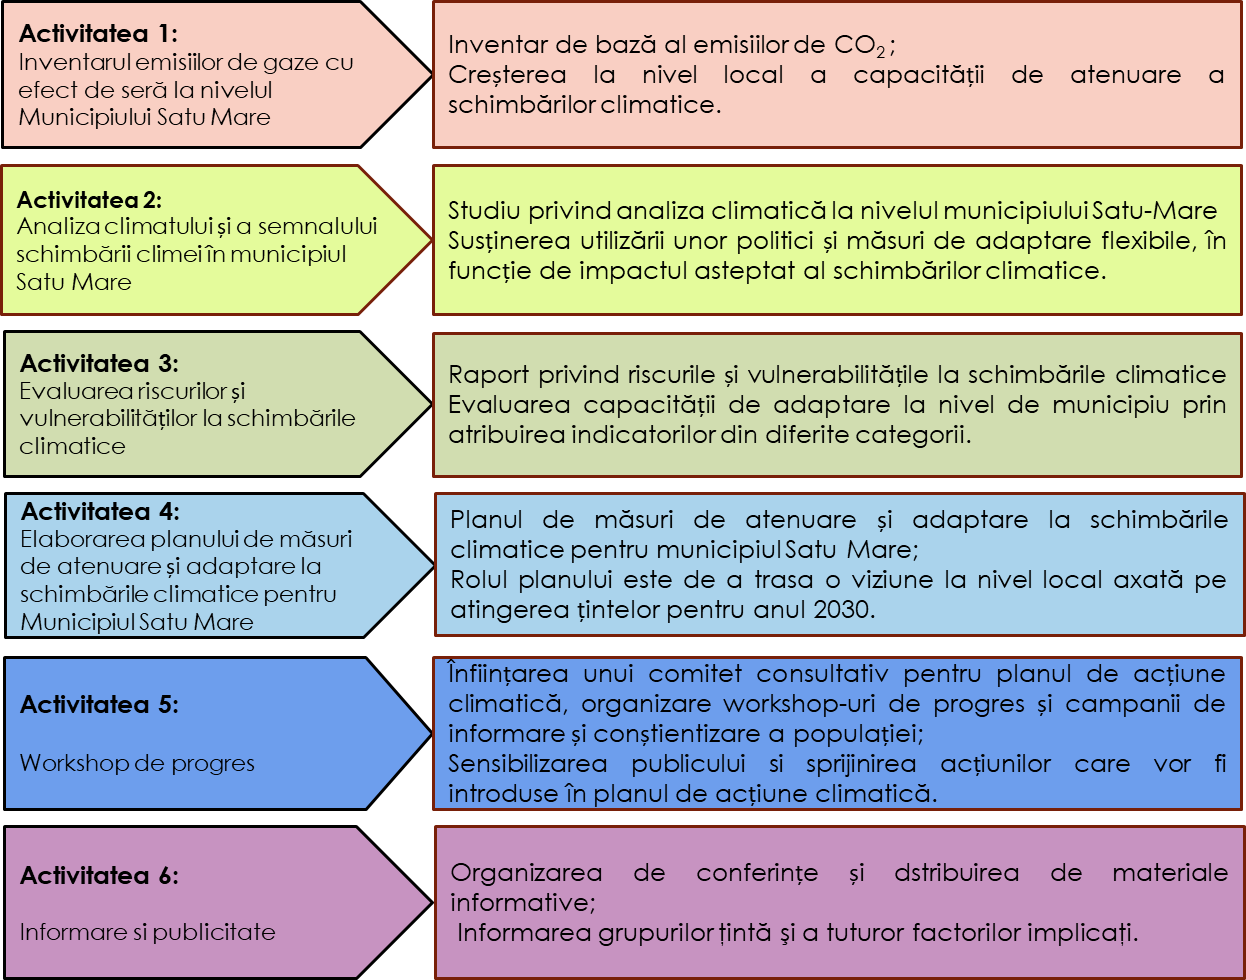 Activitatea 1:
Inventarul emisiilor de gaze cu
efect de seră la nivelul
Municipiului Satu Mare
Inventar de bază al emisiilor de CO₂;
Creșterea la nivel local a capacității de atenuare a
schimbărilor climatice.
Activitatea 2:
Analiza climatului și a semnalului
schimbării climei în municipiul
Satu Mare
Studiu privind analiza climatică la nivelul municipiului Satu-Mare
Susținerea utilizării unor politici și măsuri de adaptare flexibile, în
funcție de impactul asteptat al schimbărilor climatice.
Activitatea 3:
Evaluarea riscurilor și
vulnerabilităților la schimbările
climatice
Raport privind riscurile și vulnerabilitățile la schimbările climatice
Evaluarea capacității de adaptare la nivel de municipiu prin
atribuirea indicatorilor din diferite categorii.
Activitatea 4:
Elaborarea planului de măsuri
de atenuare și adaptare la
schimbările climatice pentru
Municipiul Satu Mare
Planul de măsuri de atenuare și adaptare la schimbările
climatice pentru municipiul Satu Mare;
Rolul planului este de a trasa o viziune la nivel local axată pe
atingerea țintelor pentru anul 2030.
Activitatea 5:
Workshop de progres
Înființarea unui comitet consultativ pentru planul de acțiune
climatică, organizare workshop-uri de progres și campanii de
informare și conștientizare a populației;
Sensibilizarea publicului si sprijinirea acțiunilor care vor fi
introduse în planul de acțiune climatică.
Activitatea 6:
Informare si publicitate
Organizarea de conferințe și dstribuirea de materiale
informative;
Informarea grupurilor țintă şi a tuturor factorilor implicați.